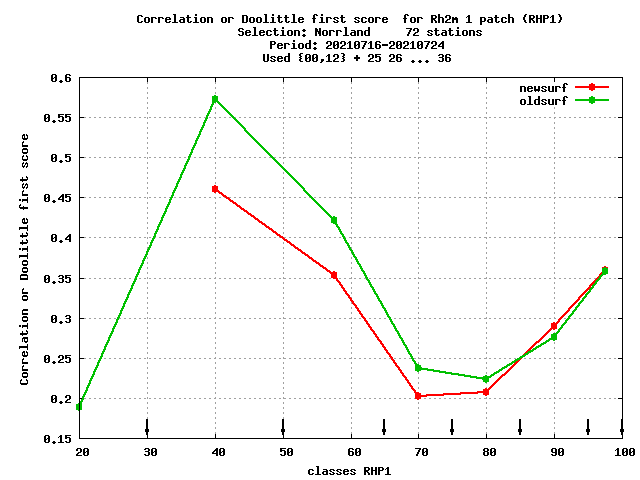 Correlation or Doolittle first score  for Rh2m 1 patch (RHP1)
Selection: Norrland     72 stations
Period: 20210716-20210724
Used {00,12} + 25 26 ... 36
newsurf
oldsurf
Correlation or Doolittle first score
0.6
0.55
0.5
0.45
0.4
0.35
0.3
0.25
0.2
0.15
20 30 40 50 60 70 80 90 100
classes RHP1